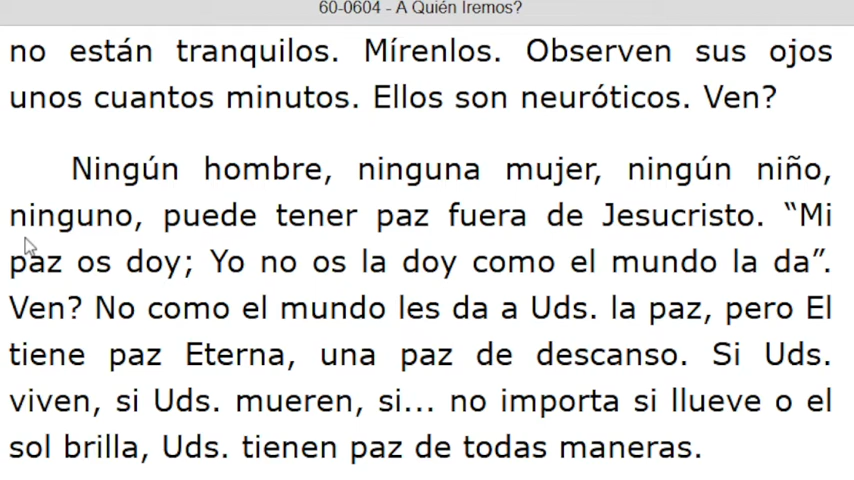 60-0604 - A Quién Iremos?
no están tranquilos. Mírenlos. Observen sus ojos
unos cuantos minutos. Ellos son neuróticos. Ven?
Ningún hombre, ninguna mujer, ningún niño,
ninguno, puede tener paz fuera de Jesucristo. “Mi
paz os doy; Yo no os la doy como el mundo la da”.
Ven? No como el mundo les da a Uds. la paz, pero El
tiene paz Eterna, una paz de descanso. Si Uds.
viven, si Uds. mueren, si... no importa si llueve o el
sol brilla, Uds. tienen paz de todas maneras.